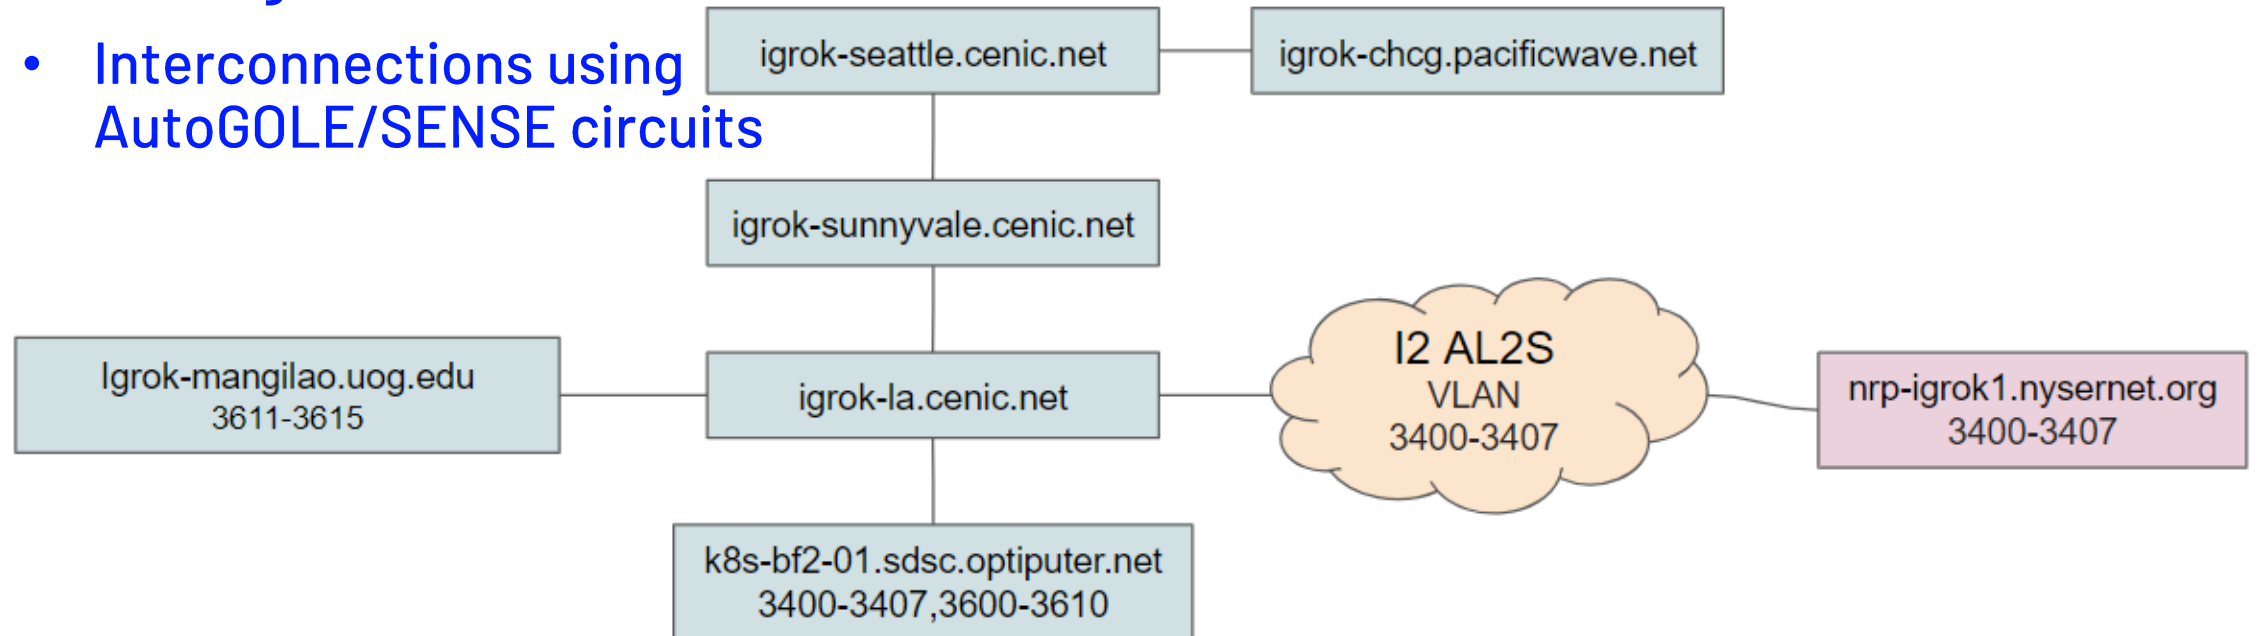 • Interconnections using
AutoGOLE/SENSE circuits
igrok-seattle.cenic.net
igrok-chcg.pacificwave.net
igrok-sunnyvale.cenic.net
Igrok-mangilao.uog.edu
3611-3615
igrok-la.cenic.net
I2 AL2S
VLAN
3400-3407
nrp-igrok1.nysernet.org
3400-3407
k8s-bf2-01.sdsc.optiputer.net
3400-3407,3600-3610